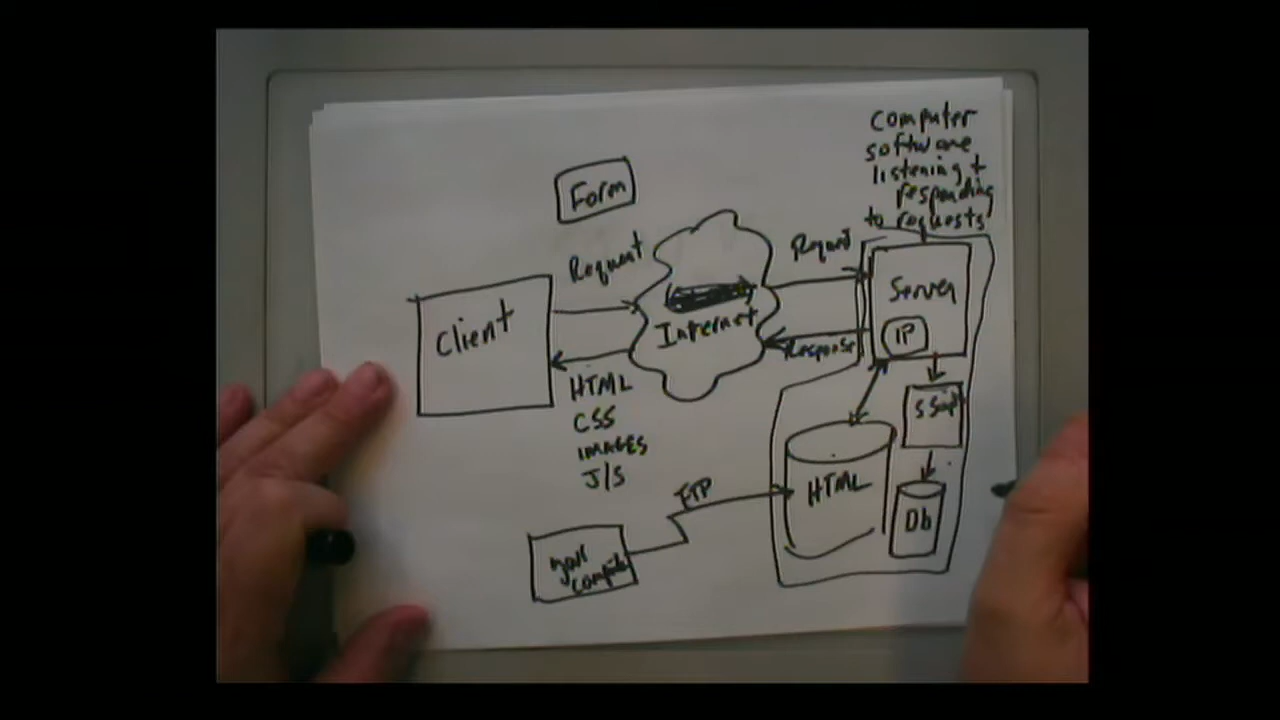 computer
software
listening +
responding
to requests
Form
Request
Request
Server
IP
Client
Internet
Response
HTML
CSS
IMAGES
J/S
S Script
HTML
Db
FTP
your
computer